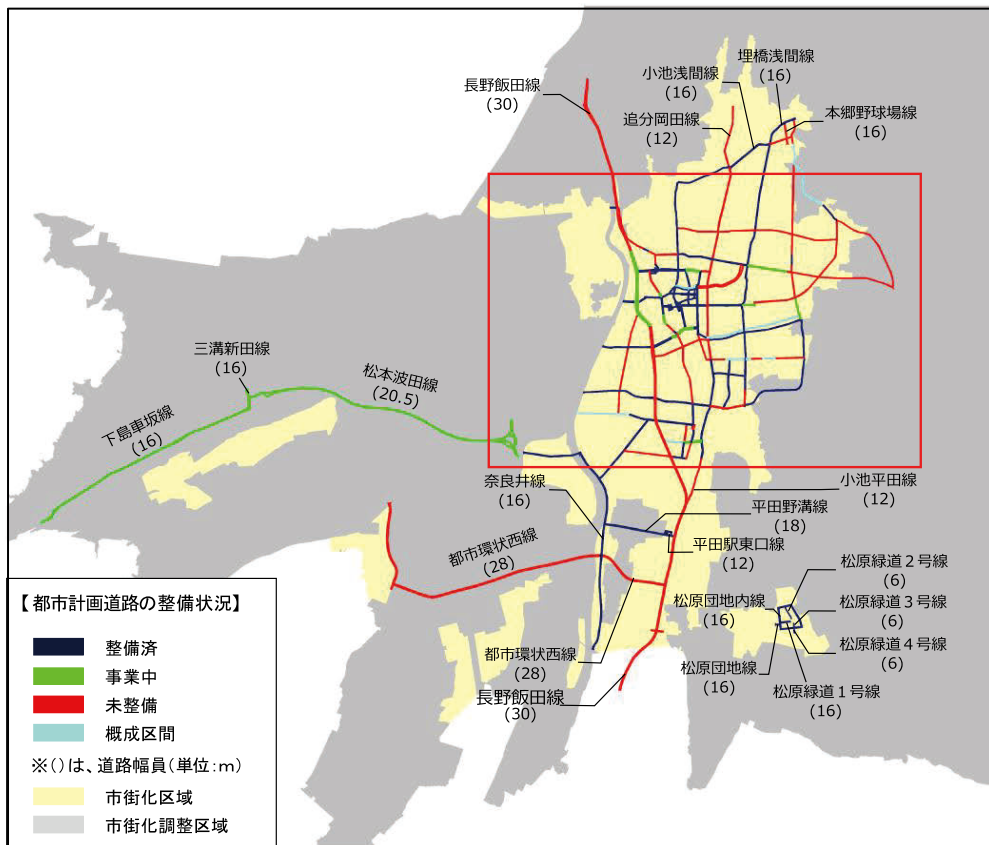 埋橋浅間線
(16)
小池浅間線
(16)
長野飯田線
(30)
追分岡田線
(12)
本郷野球場線
(16)
三溝新田線
(16)
松本波田線
(20.5)
下島車坂線
(16)
奈良井線
(16)
小池平田線
(12)
平田野溝線
(18)
平田駅東口線
(12)
都市環状西線
(28)
松原緑道2号線
(6)
松原団地内線
(16)
松原緑道3号線
(6)
松原緑道4号線
(6)
都市環状西線
(28)
松原団地線
(16)
松原緑道1号線
(16)
長野飯田線
(30)
【都市計画道路の整備状況】
整備済
事業中
未整備
概成区間
※()は、道路幅員(単位:m)
市街化区域
市街化調整区域